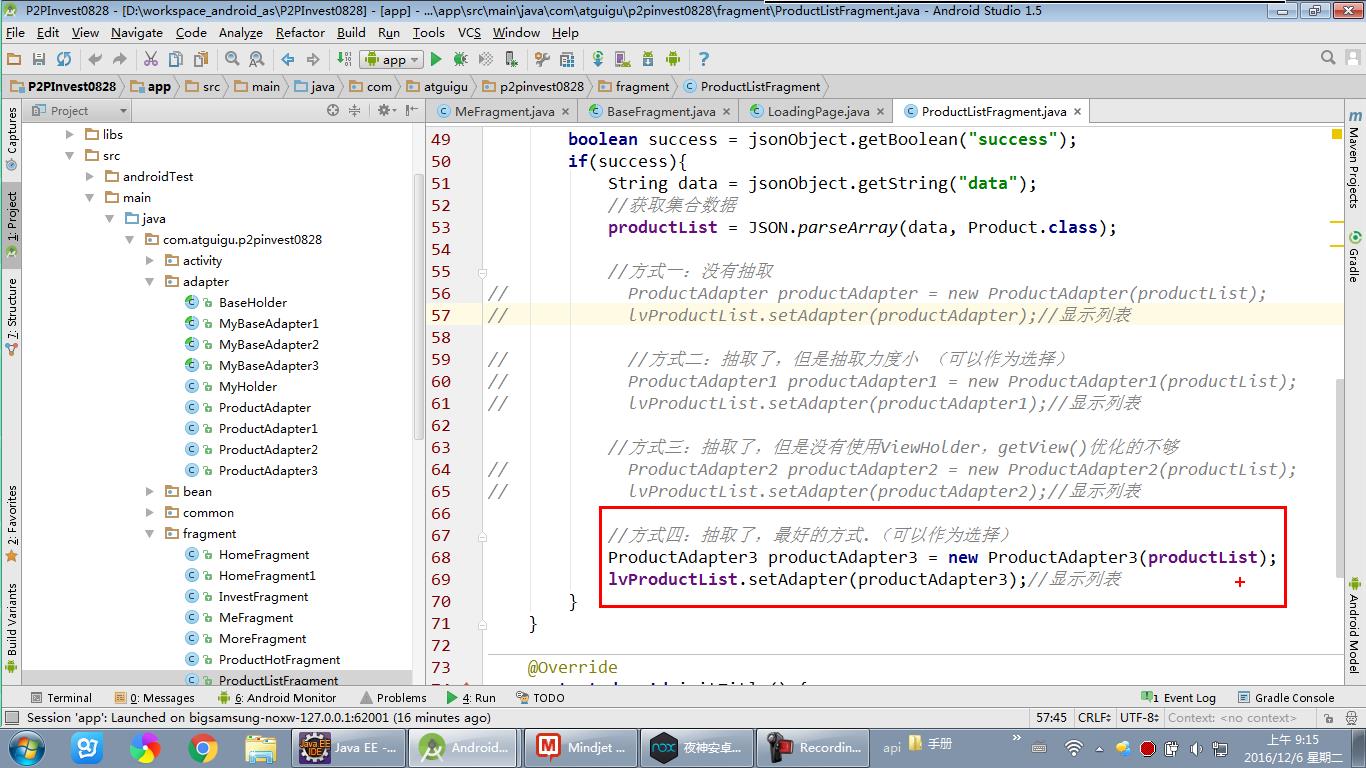 P2PInvest0828 - [D:\workspace_android_as\P2PInvest0828] - [app] - ...\app\src\main\java\com\atguigu\p2pinvest0828\fragment\ProductListFragment.java - Android Studio 1.5
File Edit View Navigate Code Analyze Refactor Build Run Tools VCS Window Help
app
P2PInvest0828 app src main java com atguigu p2pinvest0828 fragment ProductListFragment
Project
MeFragment.java BaseFragment.java LoadingPage.java ProductListFragment.java
Captures
1: Project
7: Structure
2: Favorites
Build Variants
libs
src
androidTest
main
java
com.atguigu.p2pinvest0828
activity
adapter
BaseHolder
MyBaseAdapter1
MyBaseAdapter2
MyBaseAdapter3
MyHolder
ProductAdapter
ProductAdapter1
ProductAdapter2
ProductAdapter3
bean
common
fragment
HomeFragment
HomeFragment1
InvestFragment
MeFragment
MoreFragment
ProductHotFragment
ProductListFragment
49 boolean success = jsonObject.getBoolean("success");
50 if(success){
51 String data = jsonObject.getString("data");
52 //获取集合数据
53 productList = JSON.parseArray(data, Product.class);
54
55 //方式一：没有抽取
56 // ProductAdapter productAdapter = new ProductAdapter(productList);
57 // lvProductList.setAdapter(productAdapter);//显示列表
58
59 // //方式二：抽取了，但是抽取力度小 （可以作为选择）
60 // ProductAdapter1 productAdapter1 = new ProductAdapter1(productList);
61 // lvProductList.setAdapter(productAdapter1);//显示列表
62
63 //方式三：抽取了，但是没有使用ViewHolder，getView()优化的不够
64 // ProductAdapter2 productAdapter2 = new ProductAdapter2(productList);
65 // lvProductList.setAdapter(productAdapter2);//显示列表
66
67 //方式四：抽取了，最好的方式.（可以作为选择）
68 ProductAdapter3 productAdapter3 = new ProductAdapter3(productList);
69 lvProductList.setAdapter(productAdapter3);//显示列表
70 }
71 }
72
73 @Override
Maven Projects
Gradle
Android Model
Terminal 0: Messages 6: Android Monitor Problems 4: Run TODO 1 Event Log Gradle Console
Session 'app': Launched on bigsamsung-noxw-127.0.0.1:62001 (16 minutes ago) 57:45 CRLF UTF-8 Context: <no context>
Java EE -... Android... Mindjet ... 夜神安卓... Recordin... api 手册
上午 9:15
2016/12/6 星期二